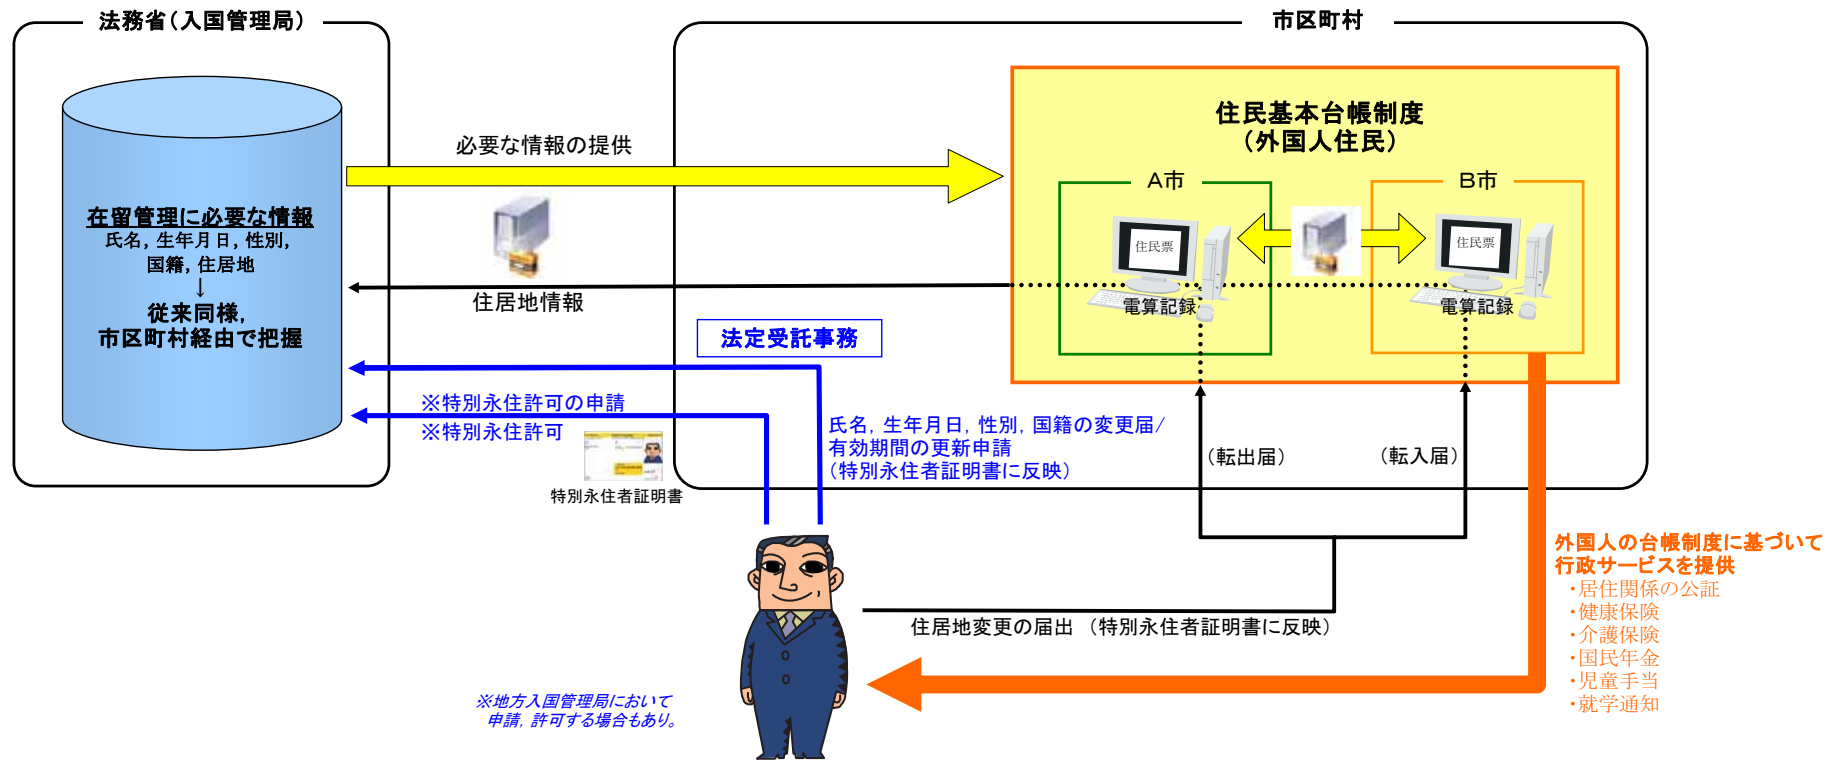 法務省(入国管理局)
市区町村
住民基本台帳制度
(外国人住民)
必要な情報の提供
A市
B市
在留管理に必要な情報
氏名，生年月日，性別，
国籍，住居地
↓
従来同様，
市区町村経由で把握
住民票
住民票
住居地情報
電算記録
電算記録
法定受託事務
※特別永住許可の申請
※特別永住許可
氏名，生年月日，性別，国籍の変更届/
有効期間の更新申請
(特別永住者証明書に反映)
(転出届)
(転入届)
特別永住者証明書
外国人の台帳制度に基づいて
行政サービスを提供
・居住関係の公証
・健康保険
・介護保険
・国民年金
・児童手当
・就学通知
住居地変更の届出 (特別永住者証明書に反映)
※地方入国管理局において
申請，許可する場合もあり。